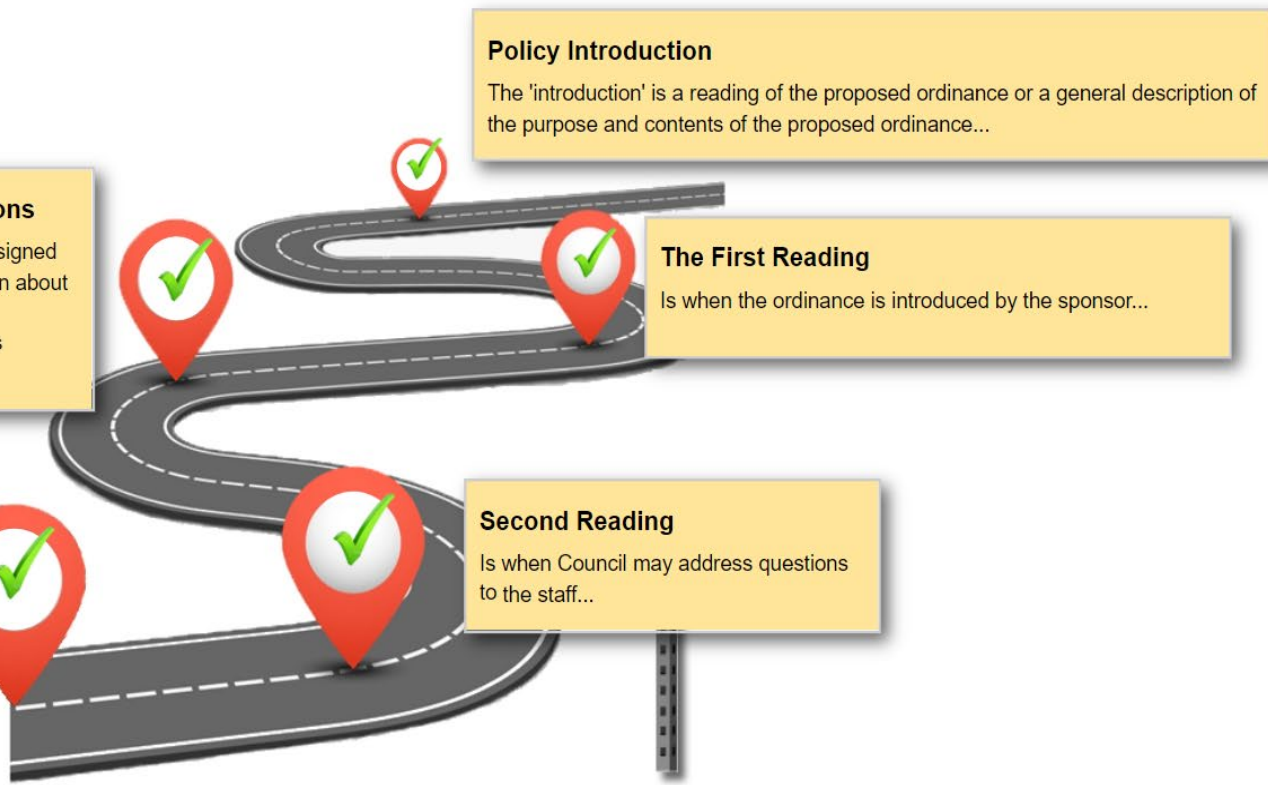 Policy Introduction
The 'introduction' is a reading of the proposed ordinance or a general description of
the purpose and contents of the proposed ordinance...
ons
signed
n about
s
The First Reading
Is when the ordinance is introduced by the sponsor...
Second Reading
Is when Council may address questions
to the staff...